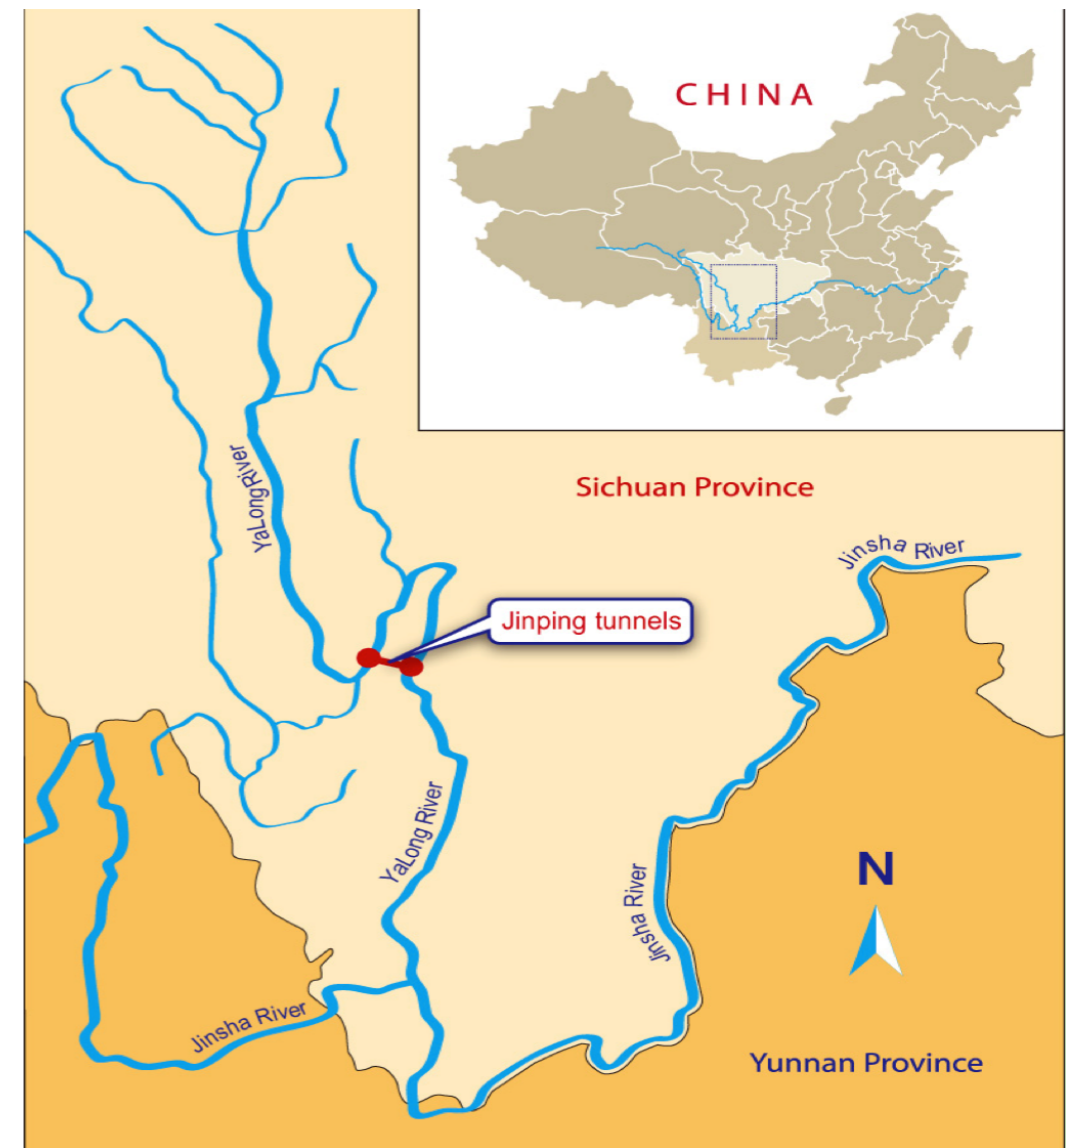 CHINA
Sichuan Province
YaLongRiver
Jinsha River
Jinping tunnels
YaLong River
Jinsha River
N
Jinsha River
Yunnan Province